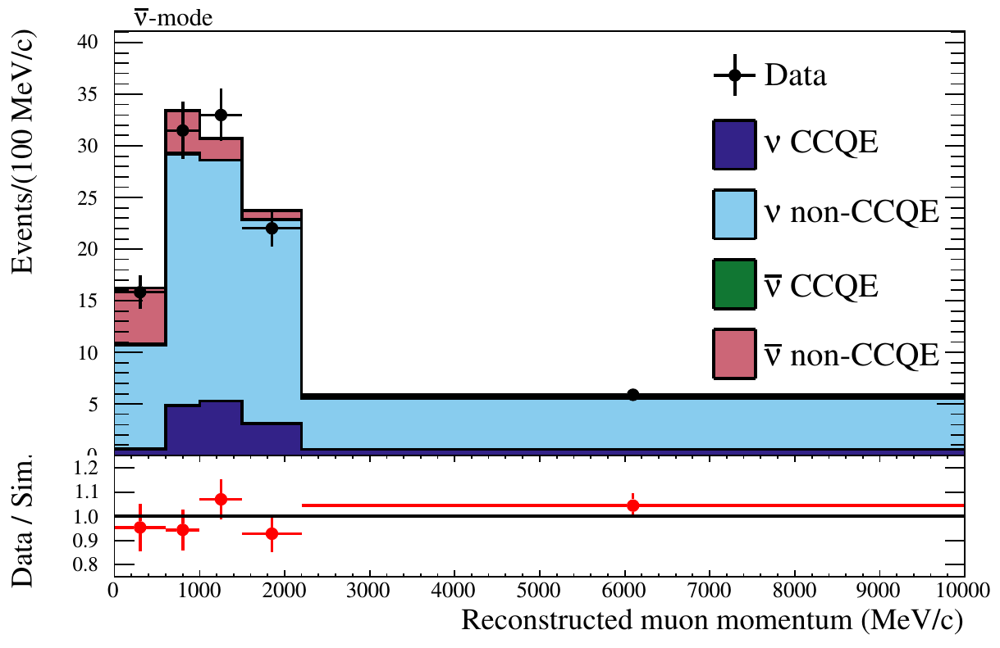 ν̅-mode
Events/(100 MeV/c)
40
35
30
25
20
15
10
5
0
Data
ν CCQE
ν non-CCQE
ν̅ CCQE
ν̅ non-CCQE
Data / Sim.
1.2
1.1
1.0
0.9
0.8
0 1000 2000 3000 4000 5000 6000 7000 8000 9000 10000
Reconstructed muon momentum (MeV/c)